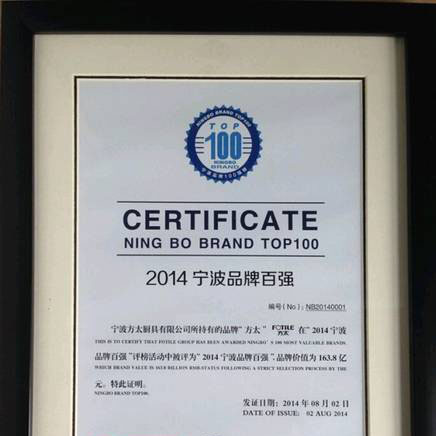 NINGBO BRAND TOP100
TOP
100
NINGBO
BRAND
CERTIFICATE
NING BO BRAND TOP100
2014 宁波品牌百强
编号 ( No ) : NB20140001
宁波方太厨具有限公司所持有的品牌" 方太 " FOTILE 方太 在" 2014 宁波
THIS IS TO CERTIFY THAT FOTILE GROUP HAS BEEN AWARDED NINGBO' S 100 MOST VALUABLE BRANDS.
品牌百强 "评榜活动中被评为" 2014 宁波品牌百强 ", 品牌价值为 163.8 亿
WHICH BRAND VALUE IS 163.8 BILLION RMB.STATUS FOLLOWING A STRICT SELECTION PROCESS BY THE
元。特此证明。
NINGBO BRAND TOP100.
发证日期: 2014 年 08 月 02 日
DATE OF ISSUE: 02 AUG 2014